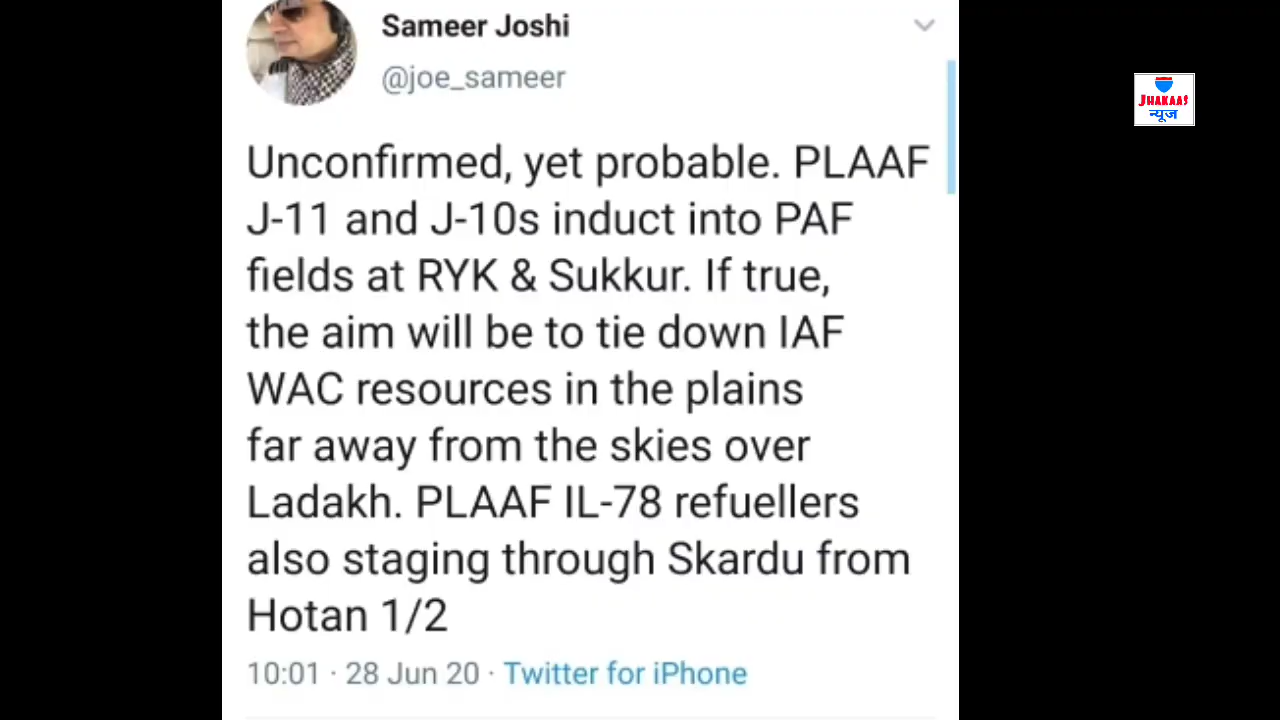 Sameer Joshi
@joe_sameer
JHAKAAS
न्यूज
Unconfirmed, yet probable. PLAAF
J-11 and J-10s induct into PAF
fields at RYK & Sukkur. If true,
the aim will be to tie down IAF
WAC resources in the plains
far away from the skies over
Ladakh. PLAAF IL-78 refuellers
also staging through Skardu from
Hotan 1/2
10:01 · 28 Jun 20 · Twitter for iPhone